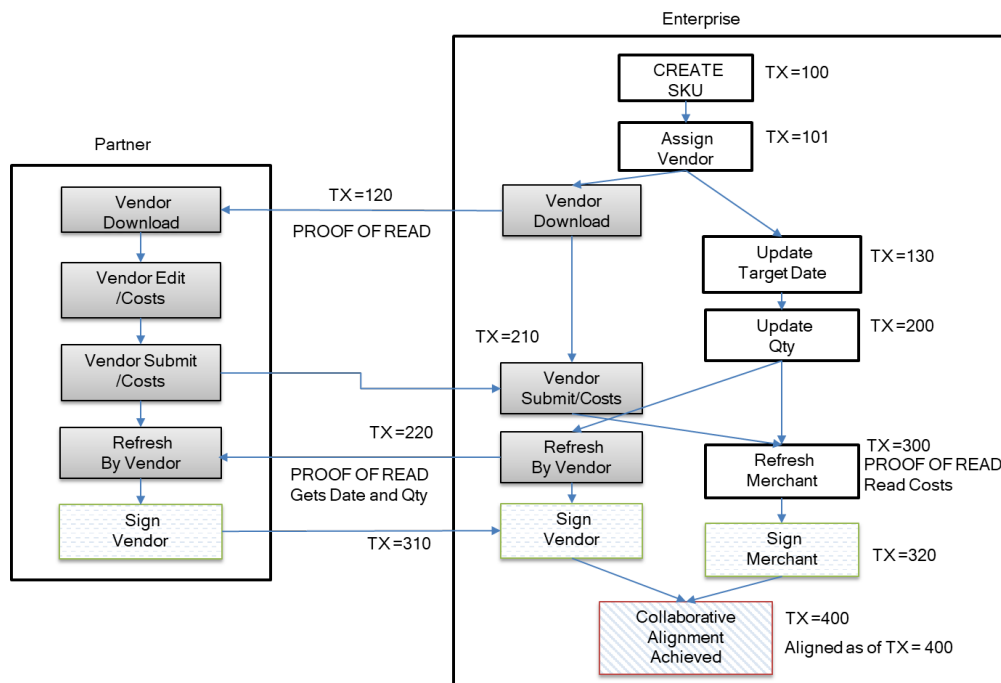 Enterprise
CREATE
SKU
TX=100
Assign
Vendor
TX=101
Partner
Vendor
Download
TX=120
PROOF OF READ
Vendor
Download
Vendor Edit
/Costs
Update
Target Date
TX=130
Update
Qty
TX=200
TX=210
Vendor Submit
/Costs
Vendor
Submit/Costs
Refresh
By Vendor
TX=220
PROOF OF READ
Gets Date and Qty
Refresh
By Vendor
Refresh
Merchant
TX=300
PROOF OF READ
Read Costs
Sign
Vendor
TX=310
Sign
Vendor
Sign
Merchant
TX=320
Collaborative
Alignment
Achieved
TX=400
Aligned as of TX= 400